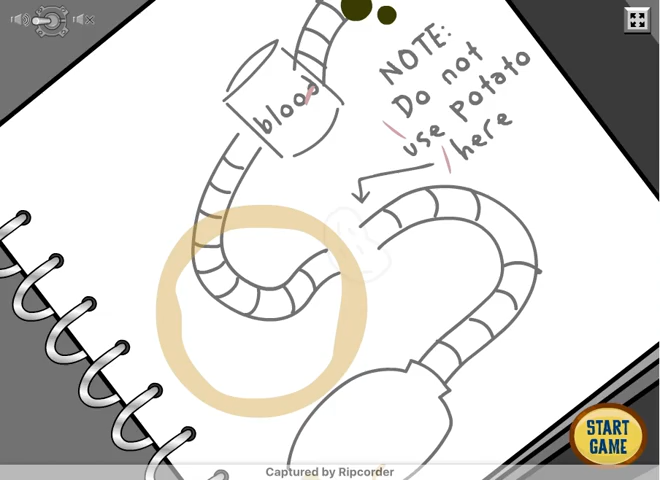 NOTE:
Do not
use potato
here
blood
START
GAME
Captured by Ripcorder